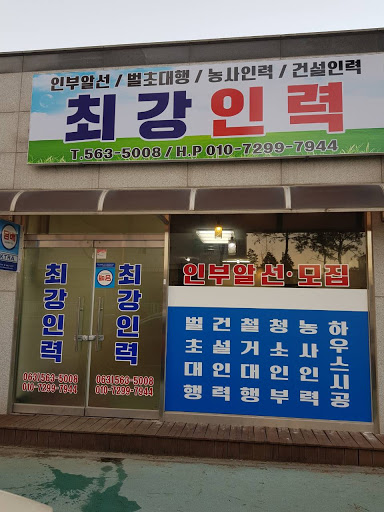 인부알선 / 벌초대행 / 농사인력 / 건설인력
최강인력
T.563-5008 / H.P 010-7299-7944
최강인력
063)563-5008
010-7299-7944
최강인력
063)563-5008
010-7299-7944
인부알선·모집
벌초대행
건설인력
철거대행
청소인부
농사인력
하우스시공